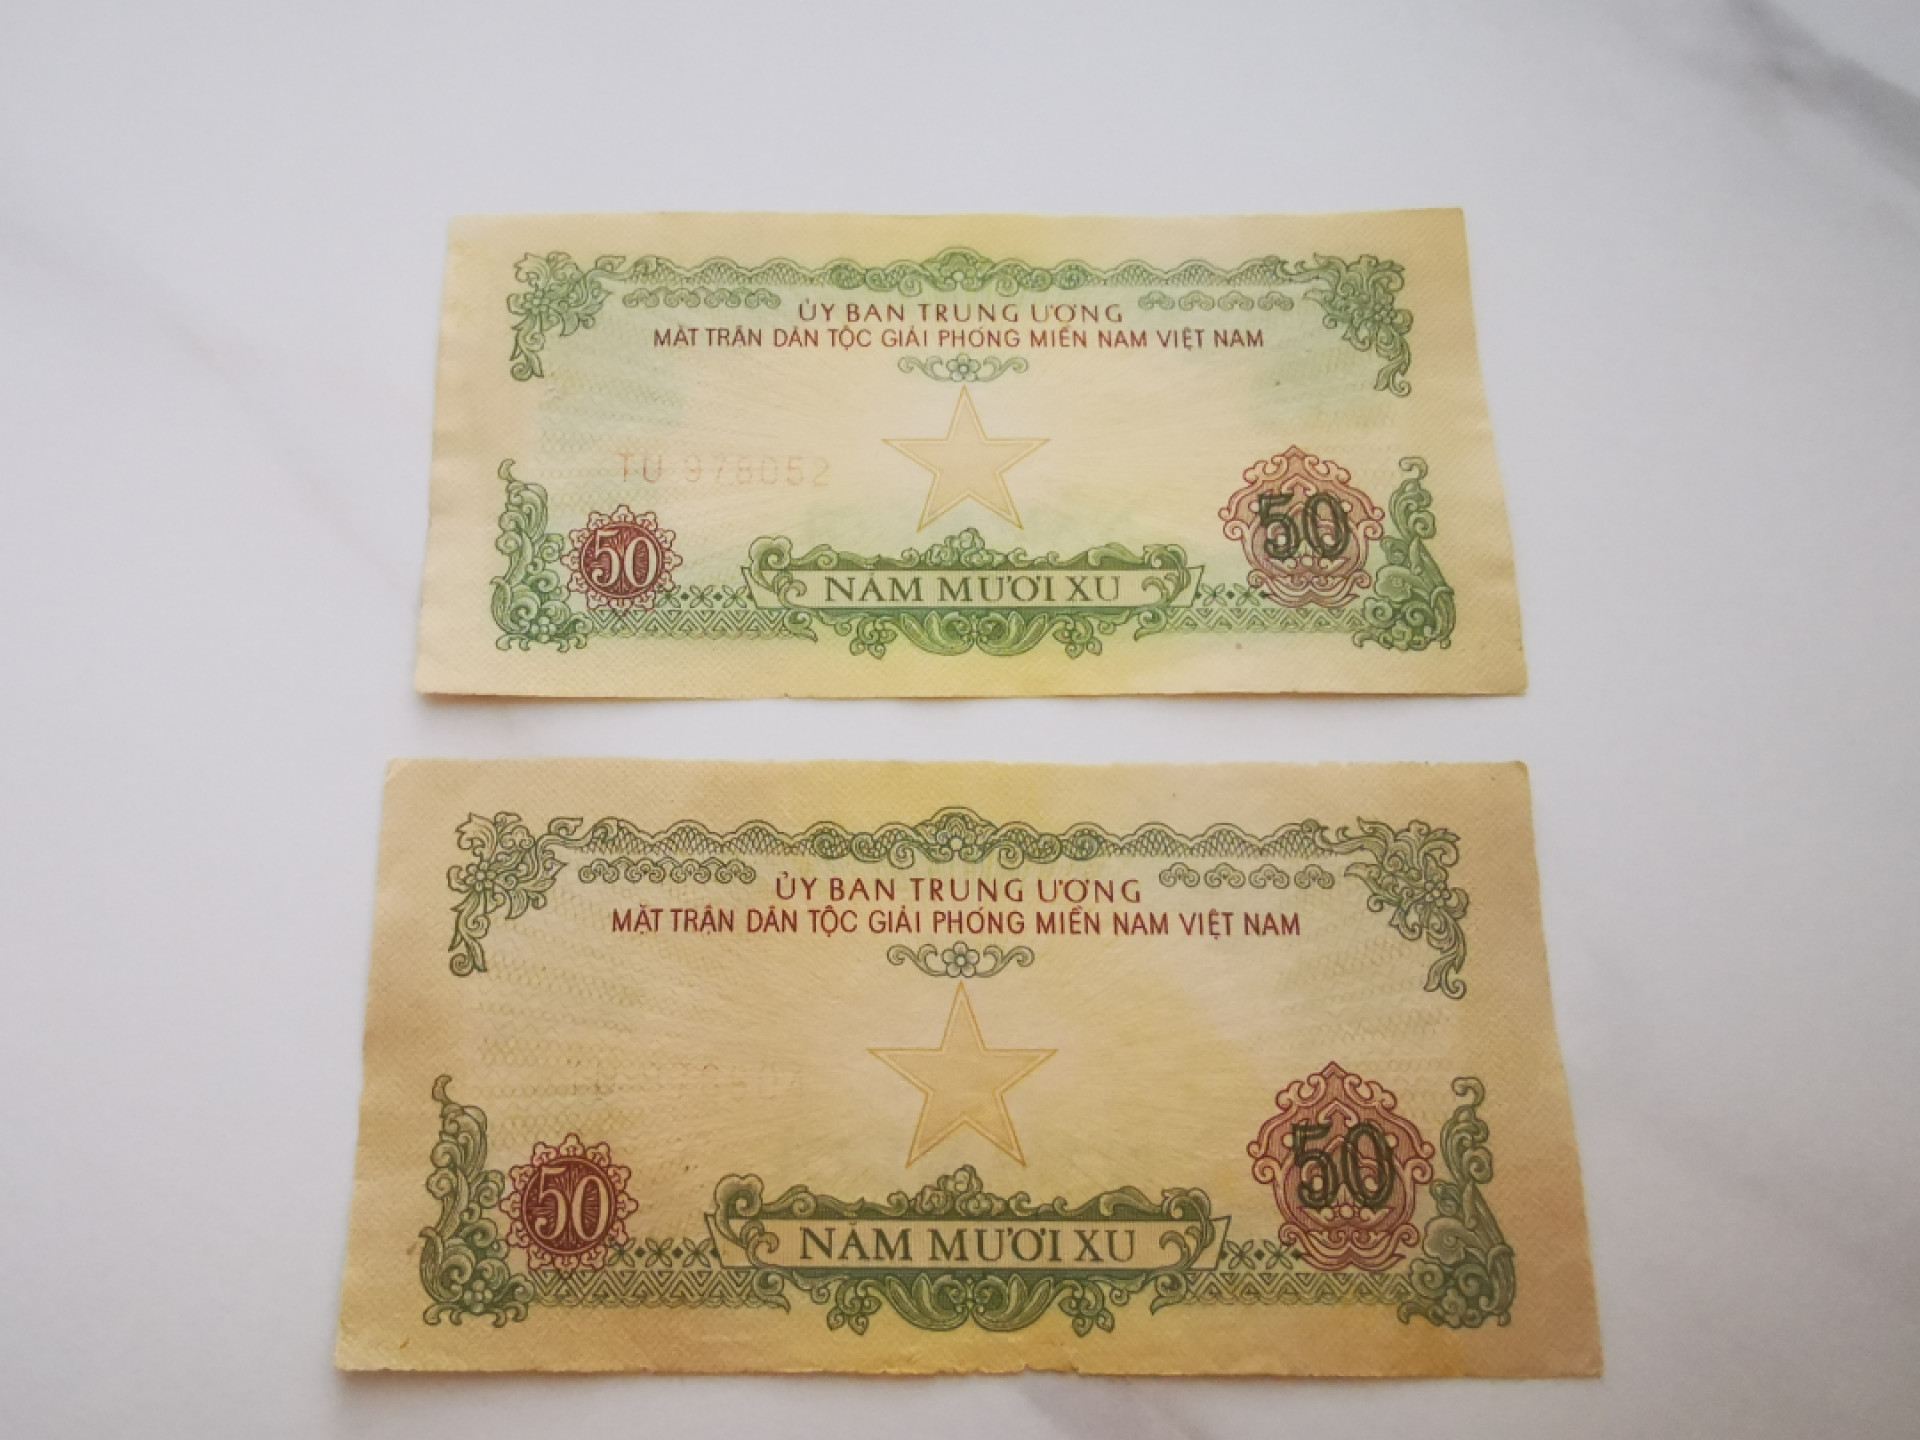 ỦY BAN TRUNG ƯƠNG
MẶT TRẬN DÂN TỘC GIẢI PHÓNG MIỀN NAM VIỆT NAM
TU 978052
50
50
NĂM MƯƠI XU
ỦY BAN TRUNG ƯƠNG
MẶT TRẬN DÂN TỘC GIẢI PHÓNG MIỀN NAM VIỆT NAM
50
50
NĂM MƯƠI XU